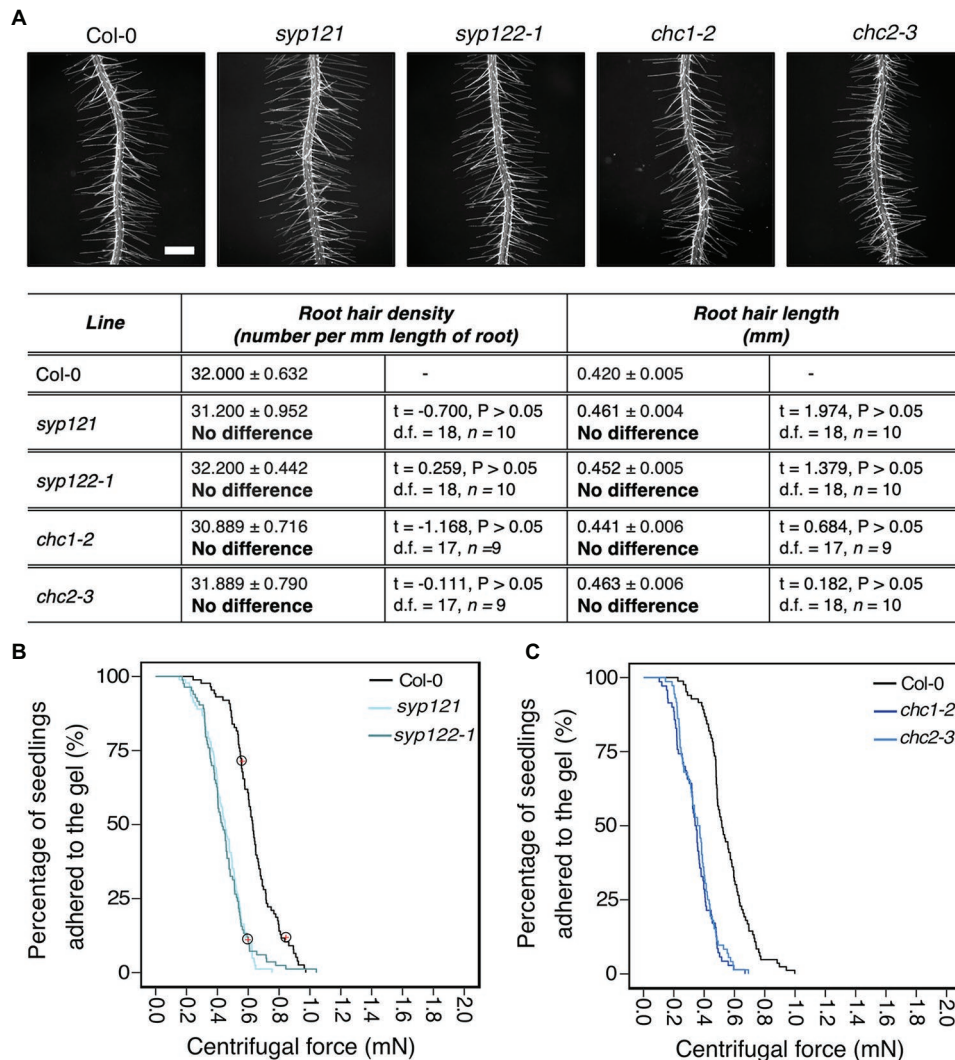 A
Col-0 syp121 syp122-1 chc1-2 chc2-3
Line Root hair density (number per mm length of root) Root hair length (mm)
Col-0 32.000 ± 0.632 - 0.420 ± 0.005 -
syp121 31.200 ± 0.952 t = -0.700, P > 0.05 0.461 ± 0.004 t = 1.974, P > 0.05
No difference d.f. = 18, n = 10 No difference d.f. = 18, n = 10
syp122-1 32.200 ± 0.442 t = 0.259, P > 0.05 0.452 ± 0.005 t = 1.379, P > 0.05
No difference d.f. = 18, n = 10 No difference d.f. = 18, n = 10
chc1-2 30.889 ± 0.716 t = -1.168, P > 0.05 0.441 ± 0.006 t = 0.684, P > 0.05
No difference d.f. = 17, n =9 No difference d.f. = 17, n = 9
chc2-3 31.889 ± 0.790 t = -0.111, P > 0.05 0.463 ± 0.006 t = 0.182, P > 0.05
No difference d.f. = 17, n = 9 No difference d.f. = 18, n = 10
B
Percentage of seedlings
adhered to the gel (%)
100
75
50
25
0
Col-0
syp121
syp122-1
0.0 0.2 0.4 0.6 0.8 1.0 1.2 1.4 1.6 1.8 2.0
Centrifugal force (mN)
C
Percentage of seedlings
adhered to the gel (%)
100
75
50
25
0
Col-0
chc1-2
chc2-3
0.0 0.2 0.4 0.6 0.8 1.0 1.2 1.4 1.6 1.8 2.0
Centrifugal force (mN)